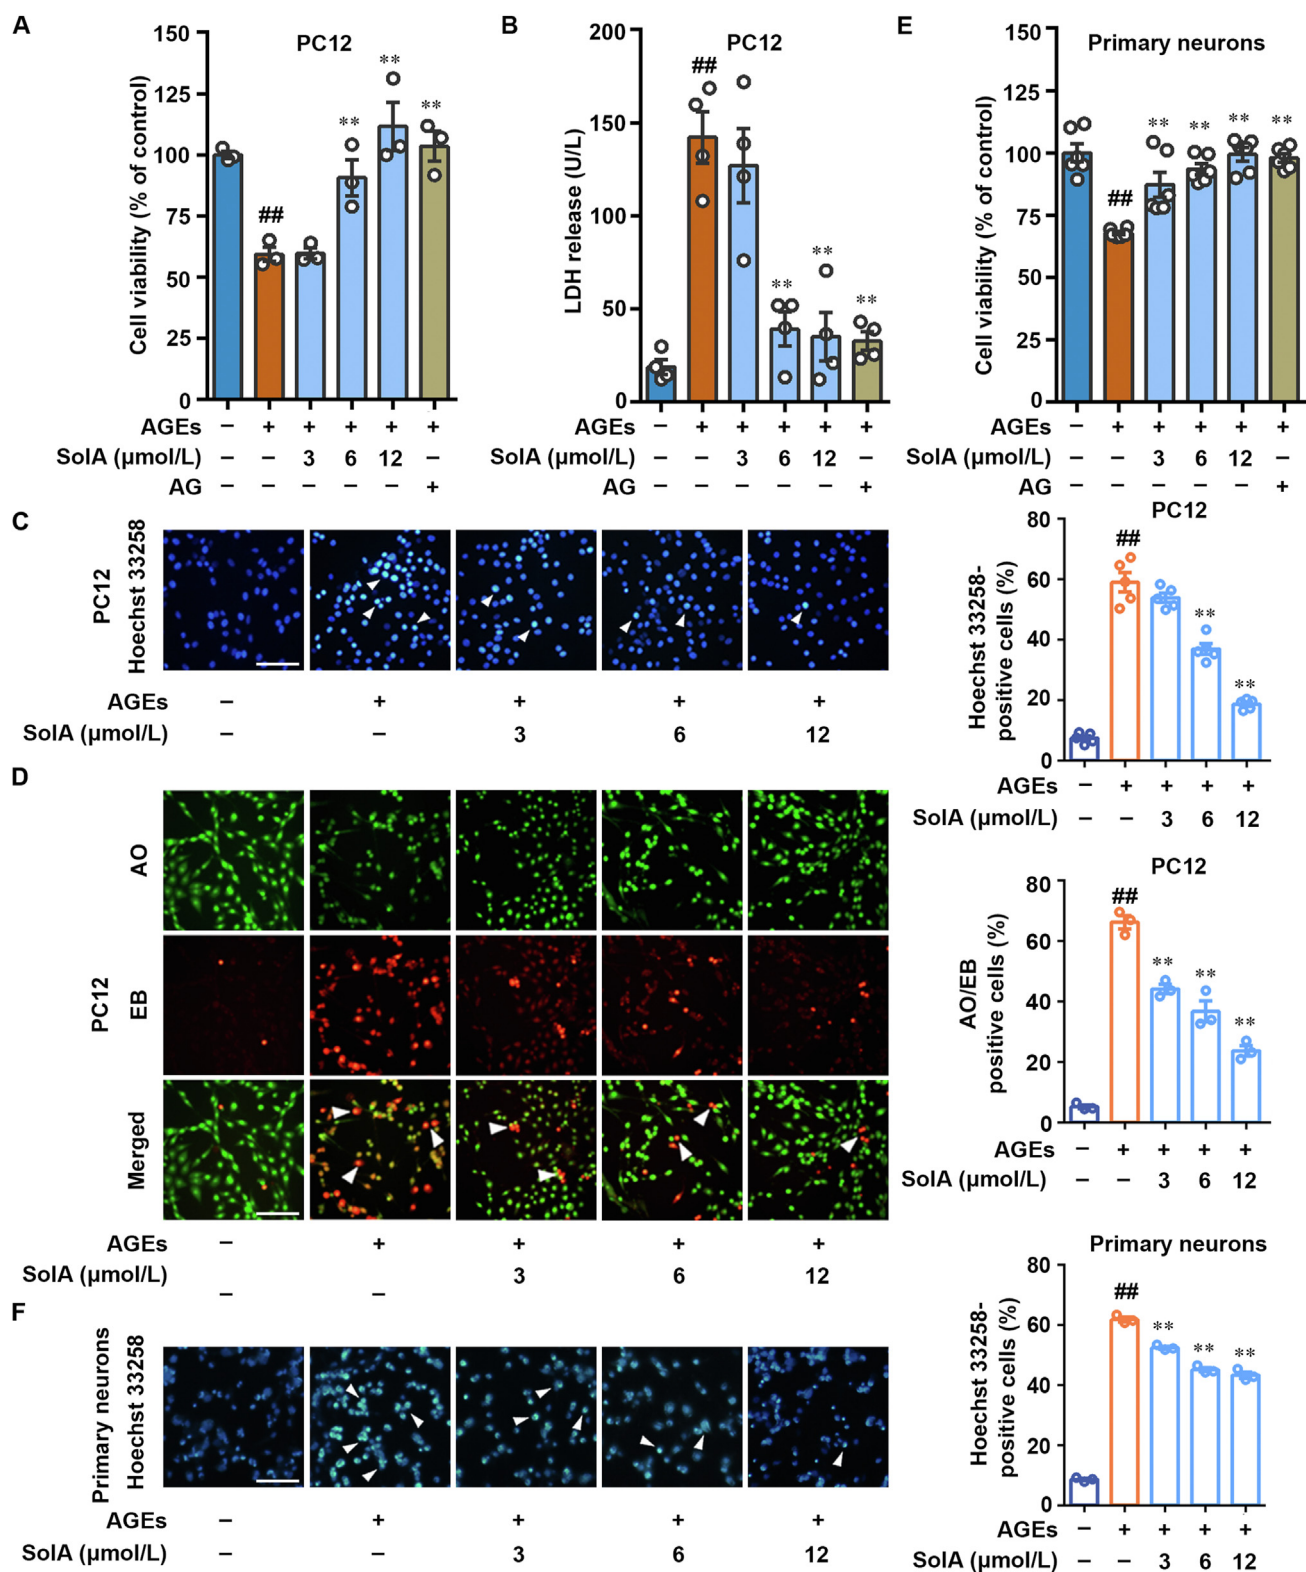 A
PC12
Cell viability (% of control)
150
125
100
75
50
25
0
##
**
**
**
AGEs – + + + + +
SolA (μmol/L) – – 3 6 12 –
AG – – – – – +
B
PC12
LDH release (U/L)
200
150
100
50
0
##
**
**
**
– + + + + +
– – 3 6 12 –
– – – – – +
E
Primary neurons
Cell viability (% of control)
150
125
100
75
50
25
0
##
**
**
**
**
AGEs – + + + + +
SolA (μmol/L) – – 3 6 12 –
AG – – – – – +
C
PC12
Hoechst 33258
AGEs – + + + +
SolA (μmol/L) – – 3 6 12
PC12
Hoechst 33258-
positive cells (%)
80
60
40
20
0
##
**
**
AGEs – + + + +
SolA (μmol/L) – – 3 6 12
D
PC12
AO
EB
Merged
AGEs – + + + +
SolA (μmol/L) 3 6 12
– –
PC12
AO/EB
positive cells (%)
80
60
40
20
0
##
**
**
**
AGEs – + + + +
SolA (μmol/L) – – 3 6 12
F
Primary neurons
Hoechst 33258
AGEs – + + + +
SolA (μmol/L) – – 3 6 12
Primary neurons
Hoechst 33258-
positive cells (%)
80
60
40
20
0
##
**
**
**
AGEs – + + + +
SolA (μmol/L) – – 3 6 12